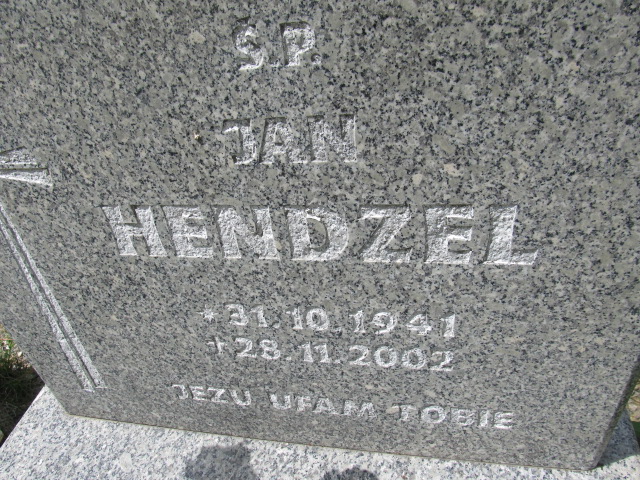 Ś.P.
JAN
HENDZEL
* 31.10.1941
† 28.11.2002
JEZU UFAM TOBIE